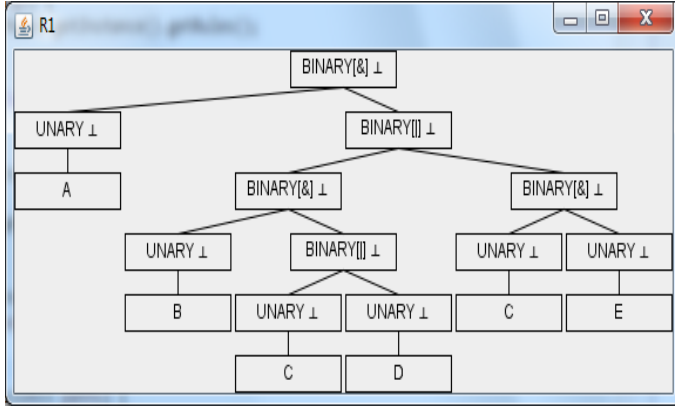 R1
BINARY[&] ⊥
UNARY ⊥ BINARY[|] ⊥
A BINARY[&] ⊥ BINARY[&] ⊥
UNARY ⊥ BINARY[|] ⊥ UNARY ⊥ UNARY ⊥
B UNARY ⊥ UNARY ⊥ C E
C D